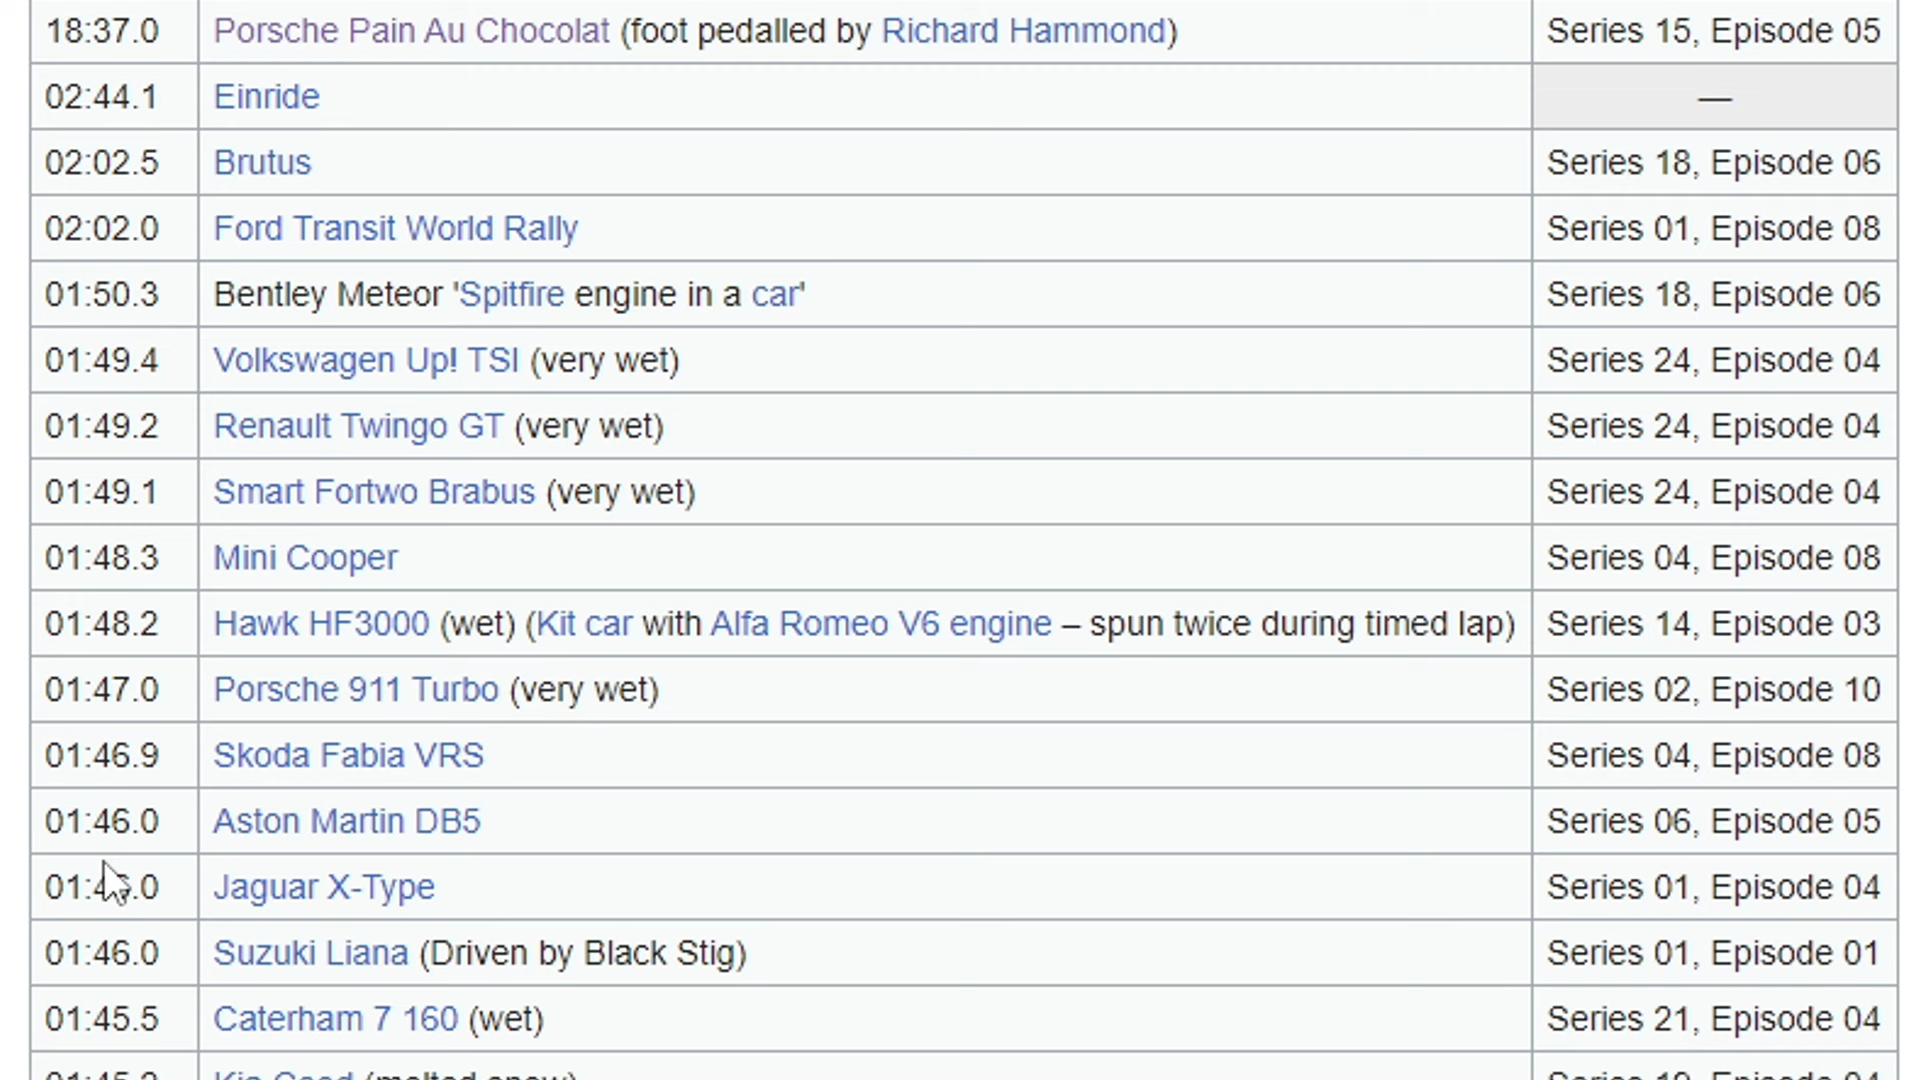 18:37.0 Porsche Pain Au Chocolat (foot pedalled by Richard Hammond) Series 15, Episode 05
02:44.1 Einride —
02:02.5 Brutus Series 18, Episode 06
02:02.0 Ford Transit World Rally Series 01, Episode 08
01:50.3 Bentley Meteor 'Spitfire engine in a car' Series 18, Episode 06
01:49.4 Volkswagen Up! TSI (very wet) Series 24, Episode 04
01:49.2 Renault Twingo GT (very wet) Series 24, Episode 04
01:49.1 Smart Fortwo Brabus (very wet) Series 24, Episode 04
01:48.3 Mini Cooper Series 04, Episode 08
01:48.2 Hawk HF3000 (wet) (Kit car with Alfa Romeo V6 engine – spun twice during timed lap) Series 14, Episode 03
01:47.0 Porsche 911 Turbo (very wet) Series 02, Episode 10
01:46.9 Skoda Fabia VRS Series 04, Episode 08
01:46.0 Aston Martin DB5 Series 06, Episode 05
Jaguar X-Type Series 01, Episode 04
01:46.0 Suzuki Liana (Driven by Black Stig) Series 01, Episode 01
01:45.5 Caterham 7 160 (wet) Series 21, Episode 04
(melted snow)